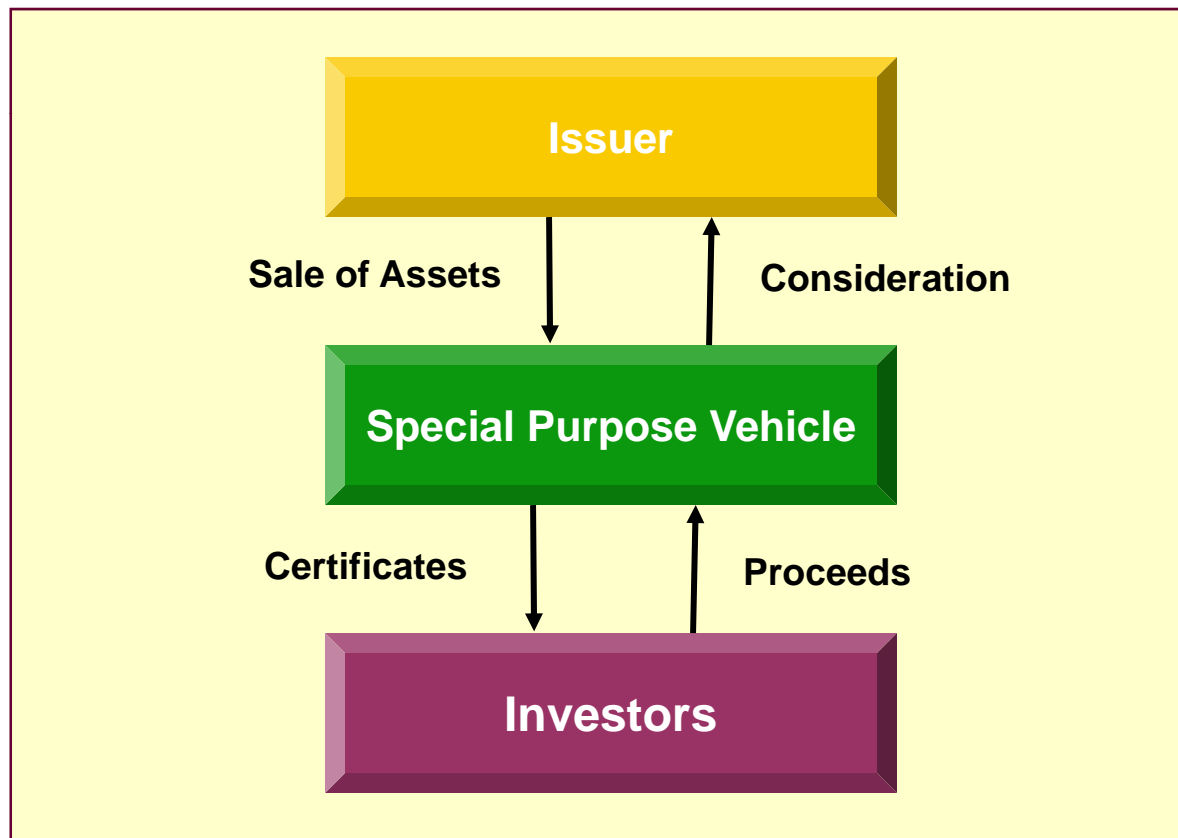 Issuer
Sale of Assets
Consideration
Special Purpose Vehicle
Certificates
Proceeds
Investors